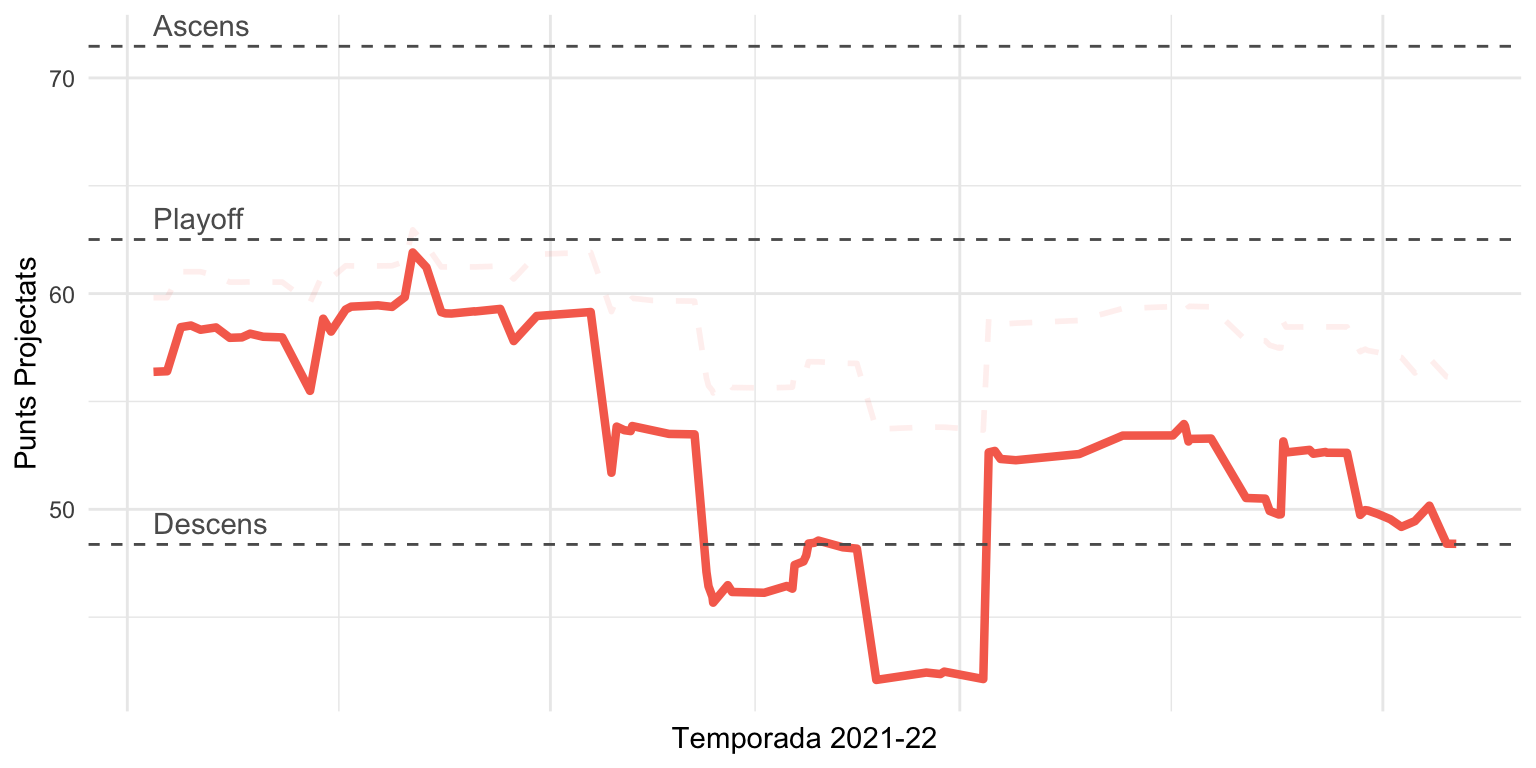 Ascens
70
Playoff
60
Punts Projectats
50
Descens
Temporada 2021-22